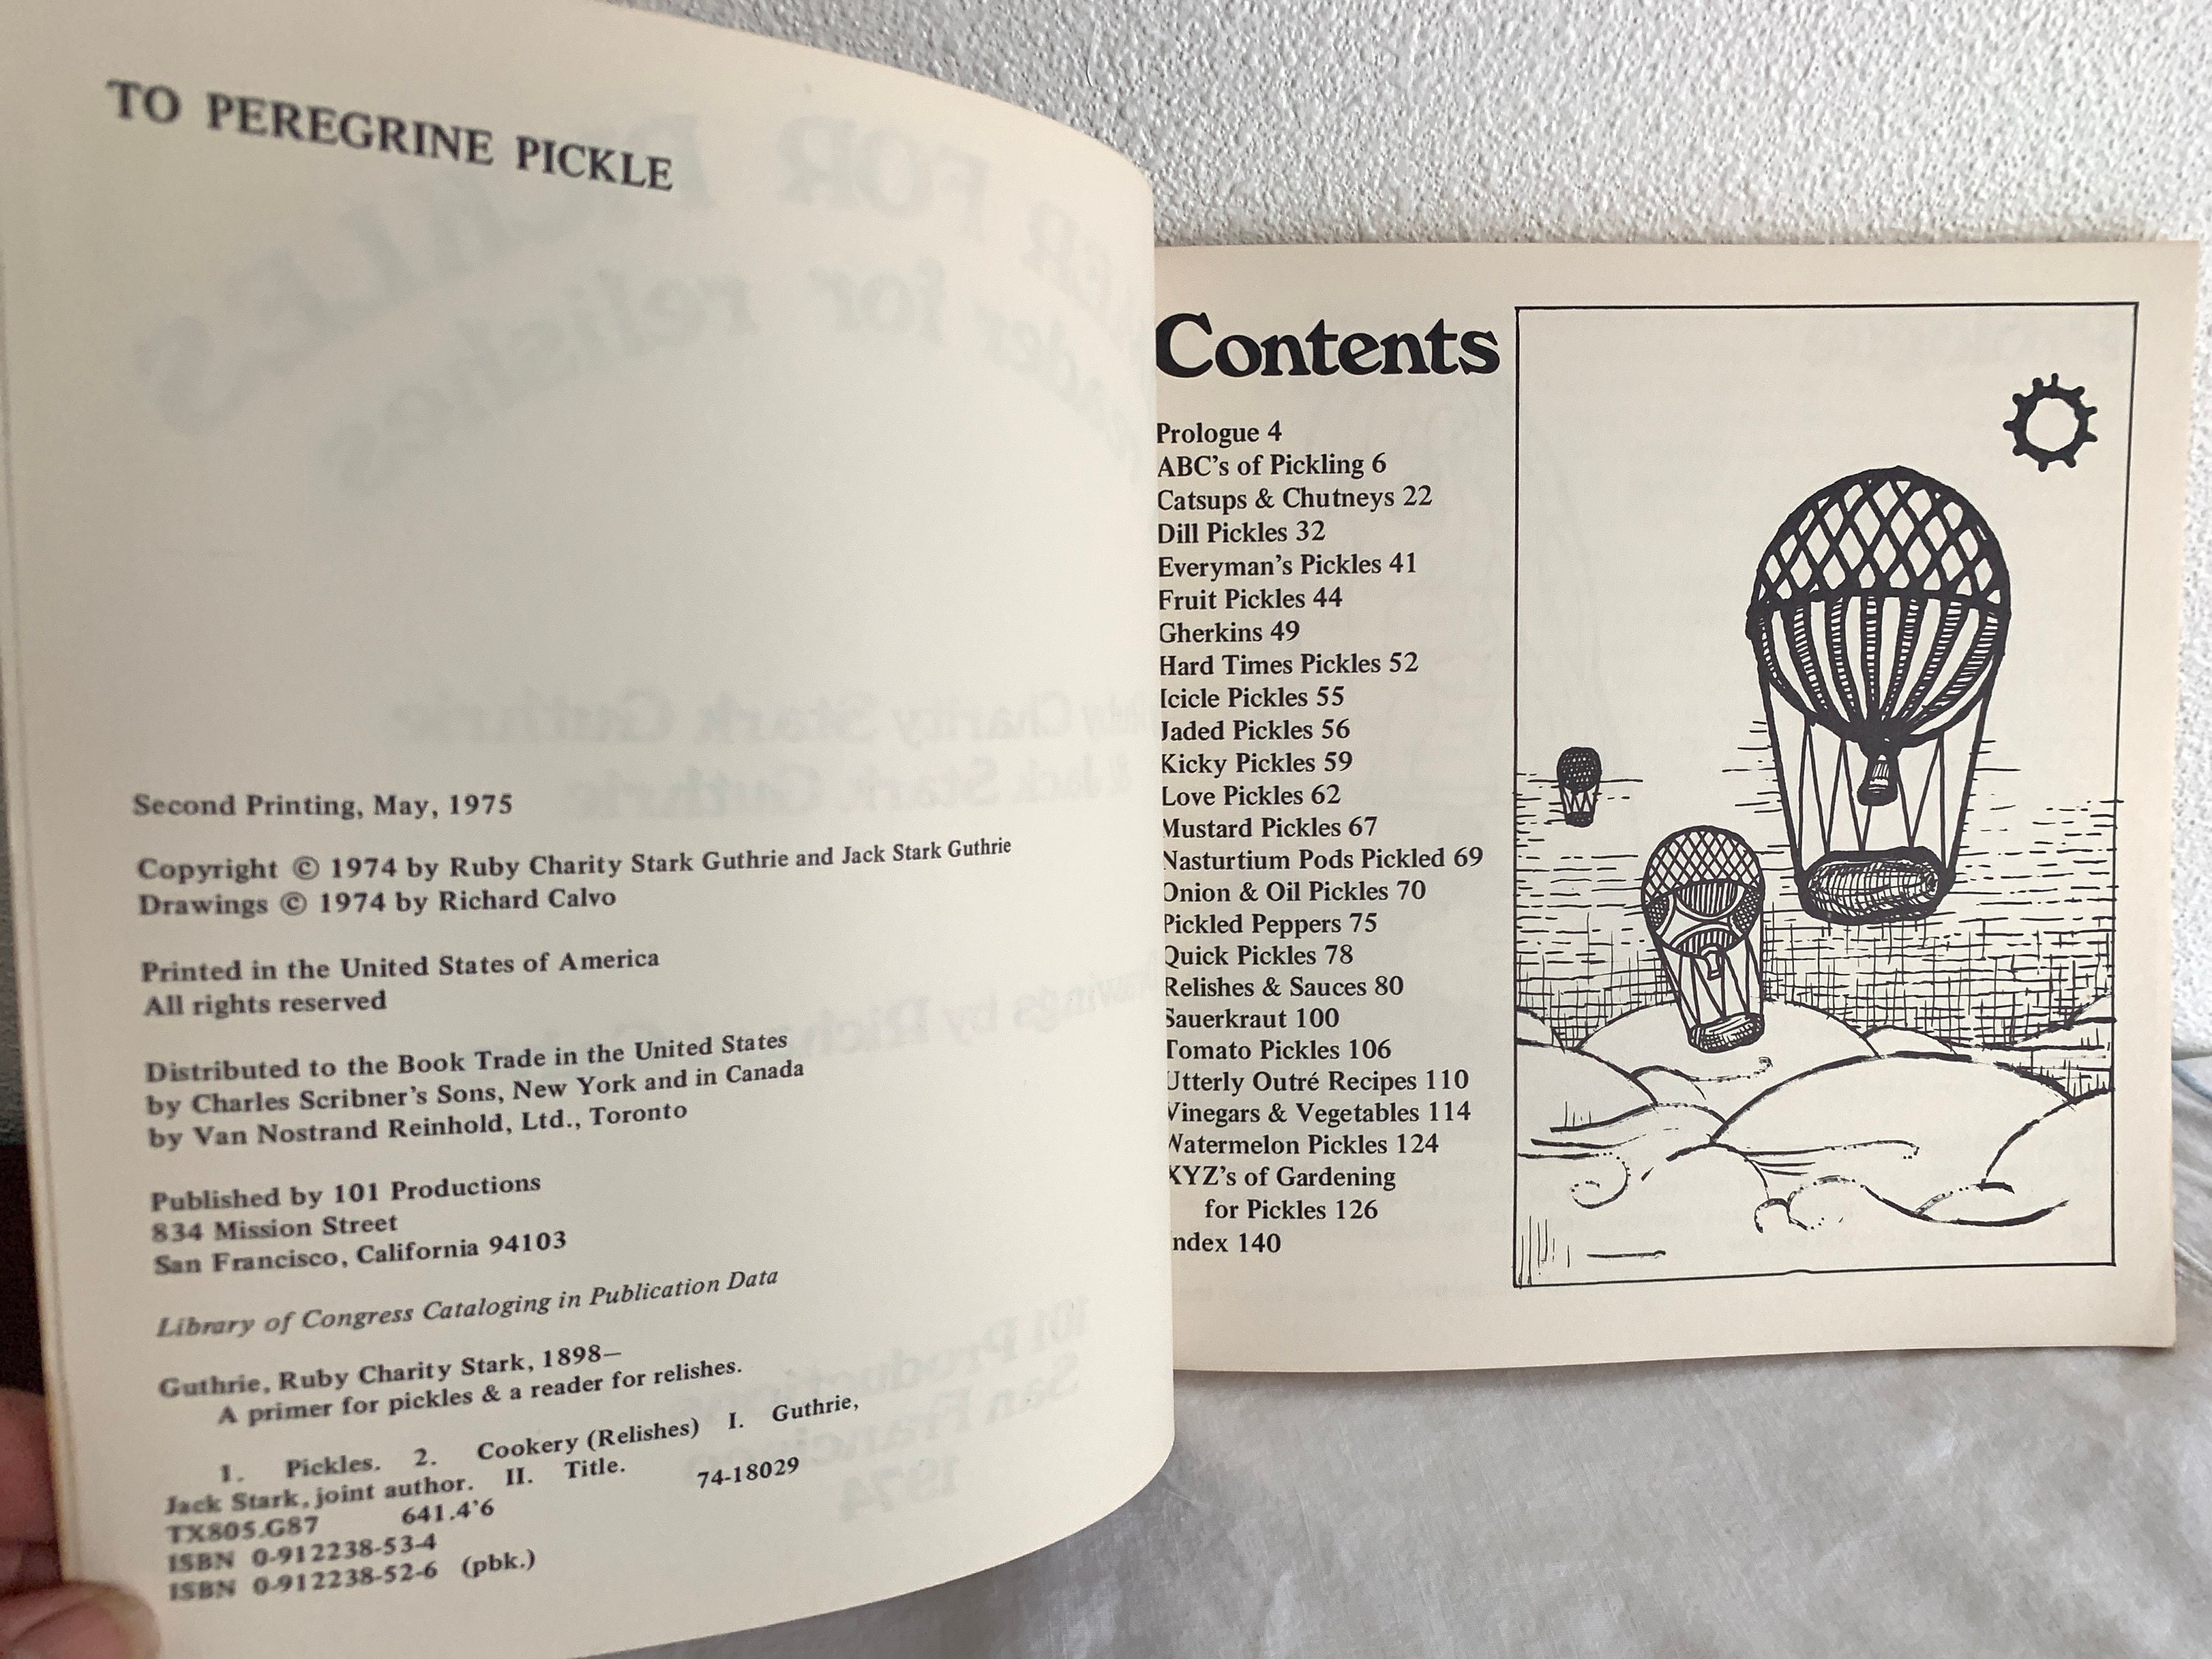 TO PEREGRINE PICKLE
Second Printing, May, 1975
Copyright © 1974 by Ruby Charity Stark Guthrie and Jack Stark Guthrie
Drawings © 1974 by Richard Calvo
Printed in the United States of America
All rights reserved
Distributed to the Book Trade in the United States
by Charles Scribner's Sons, New York and in Canada
by Van Nostrand Reinhold, Ltd., Toronto
Published by 101 Productions
834 Mission Street
San Francisco, California 94103
Library of Congress Cataloging in Publication Data
Guthrie, Ruby Charity Stark, 1898–
A primer for pickles & a reader for relishes.
1. Pickles. 2. Cookery (Relishes) I. Guthrie,
Jack Stark, joint author. II. Title.
TX805.G87 641.4'6 74-18029
ISBN 0-912238-53-4
ISBN 0-912238-52-6 (pbk.)
Contents
Prologue 4
ABC's of Pickling 6
Catsups & Chutneys 22
Dill Pickles 32
Everyman's Pickles 41
Fruit Pickles 44
Gherkins 49
Hard Times Pickles 52
Icicle Pickles 55
Jaded Pickles 56
Kicky Pickles 59
Love Pickles 62
Mustard Pickles 67
Nasturtium Pods Pickled 69
Onion & Oil Pickles 70
Pickled Peppers 75
Quick Pickles 78
Relishes & Sauces 80
Sauerkraut 100
Tomato Pickles 106
Utterly Outré Recipes 110
Vinegars & Vegetables 114
Watermelon Pickles 124
XYZ's of Gardening
for Pickles 126
Index 140